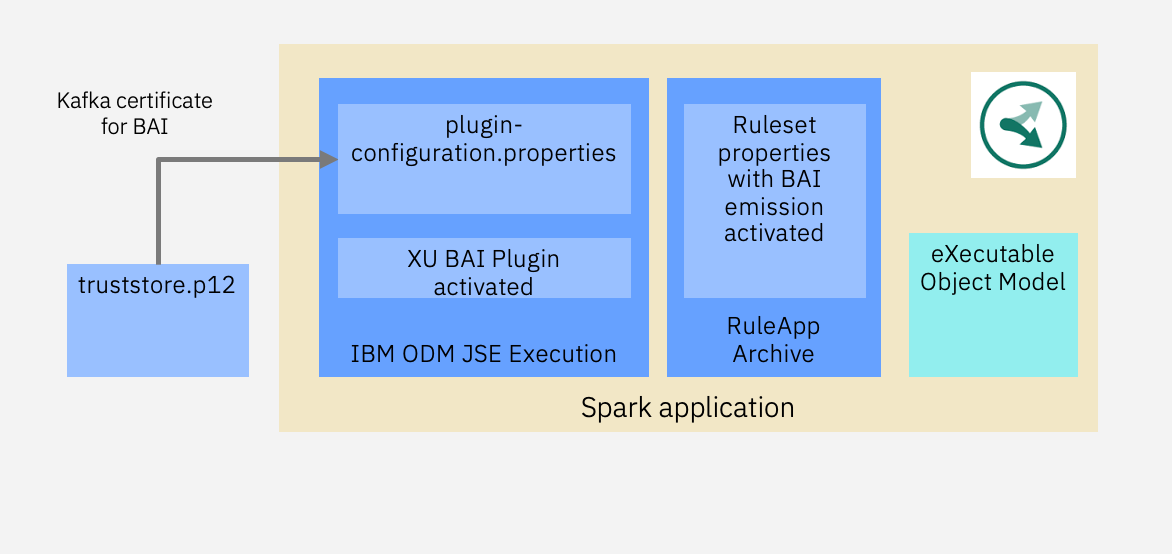 Kafka certificate
for BAI
truststore.p12
plugin-
configuration.properties
XU BAI Plugin
activated
IBM ODM JSE Execution
Ruleset
properties
with BAI
emission
activated
RuleApp
Archive
eXecutable
Object Model
Spark application